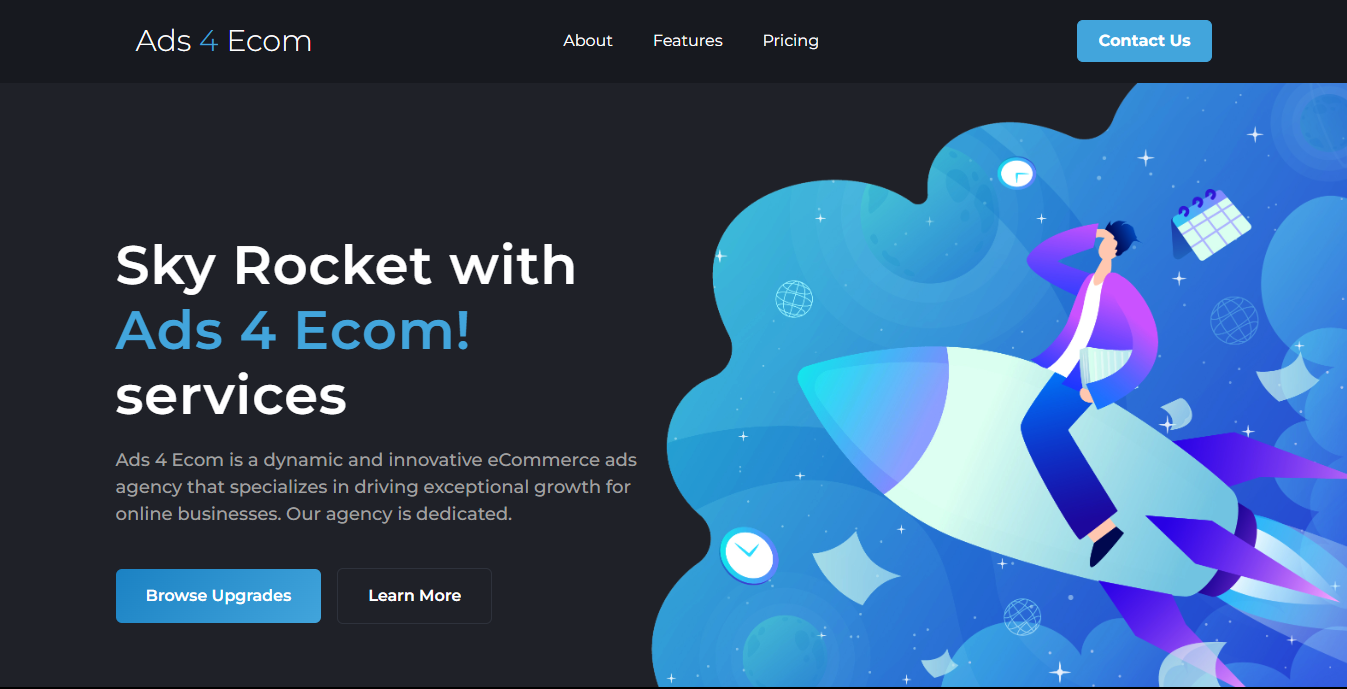 Ads 4 Ecom
About
Features
Pricing
Contact Us
Sky Rocket with
Ads 4 Ecom!
services
Ads 4 Ecom is a dynamic and innovative eCommerce ads
agency that specializes in driving exceptional growth for
online businesses. Our agency is dedicated.
Browse Upgrades
Learn More